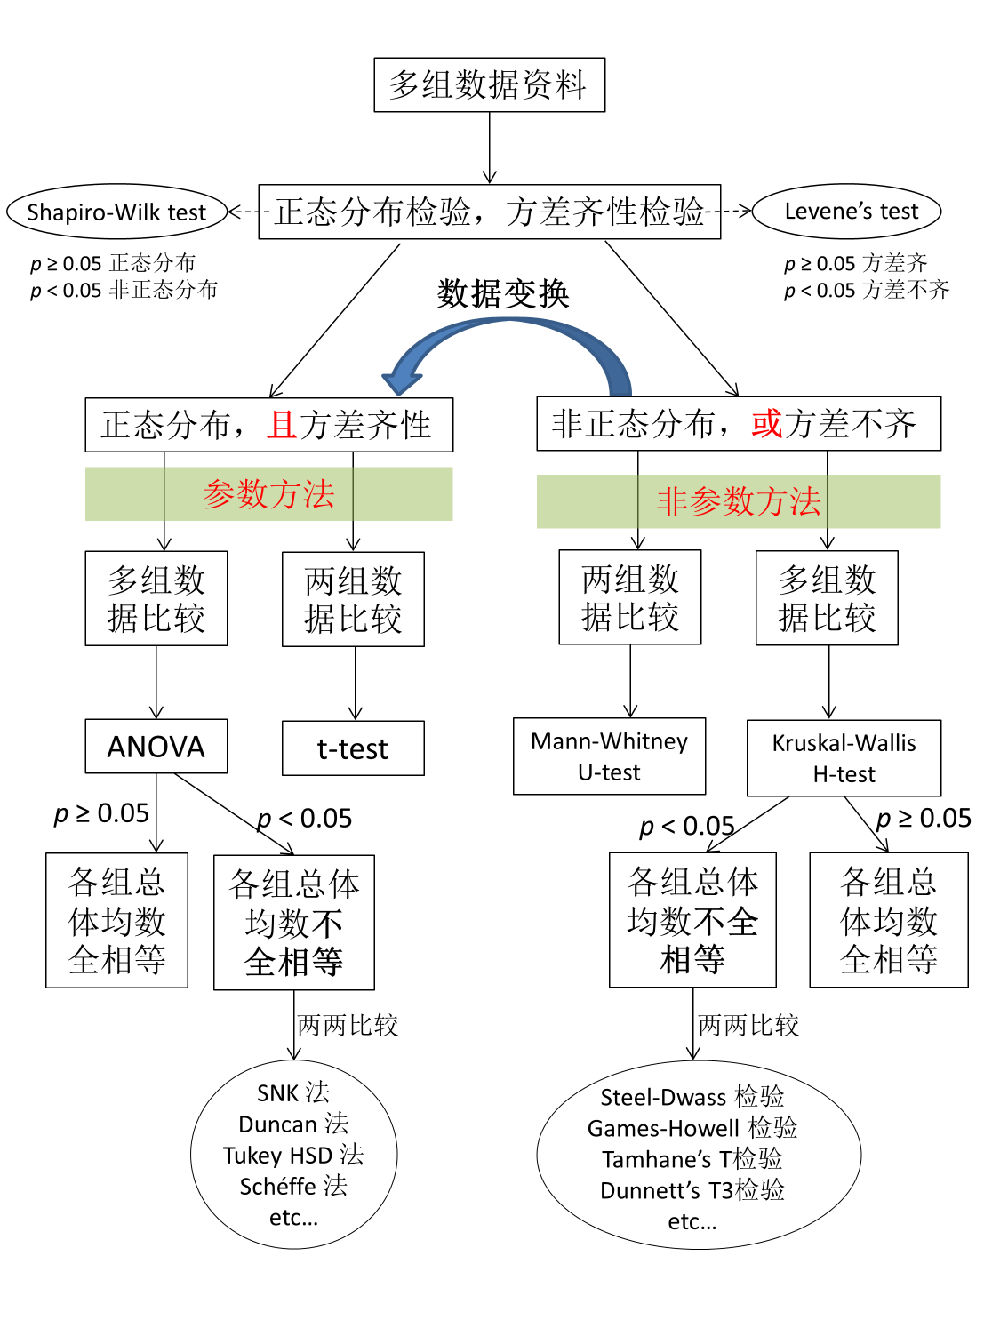 多组数据资料
Shapiro-Wilk test
正态分布检验，方差齐性检验
Levene’s test
p ≥ 0.05 正态分布
p < 0.05 非正态分布
p ≥ 0.05 方差齐
p < 0.05 方差不齐
数据变换
正态分布，且方差齐性
非正态分布，或方差不齐
参数方法
非参数方法
多组数
据比较
两组数
据比较
两组数
据比较
多组数
据比较
ANOVA
t-test
Mann-Whitney
U-test
Kruskal-Wallis
H-test
p ≥ 0.05
p < 0.05
p < 0.05
p ≥ 0.05
各组总
体均数
全相等
各组总体
均数不
全相等
各组总体
均数不全
相等
各组总
体均数
全相等
两两比较
两两比较
SNK 法
Duncan 法
Tukey HSD 法
Schéffe 法
etc...
Steel-Dwass 检验
Games-Howell 检验
Tamhane’s T检验
Dunnett’s T3检验
etc...